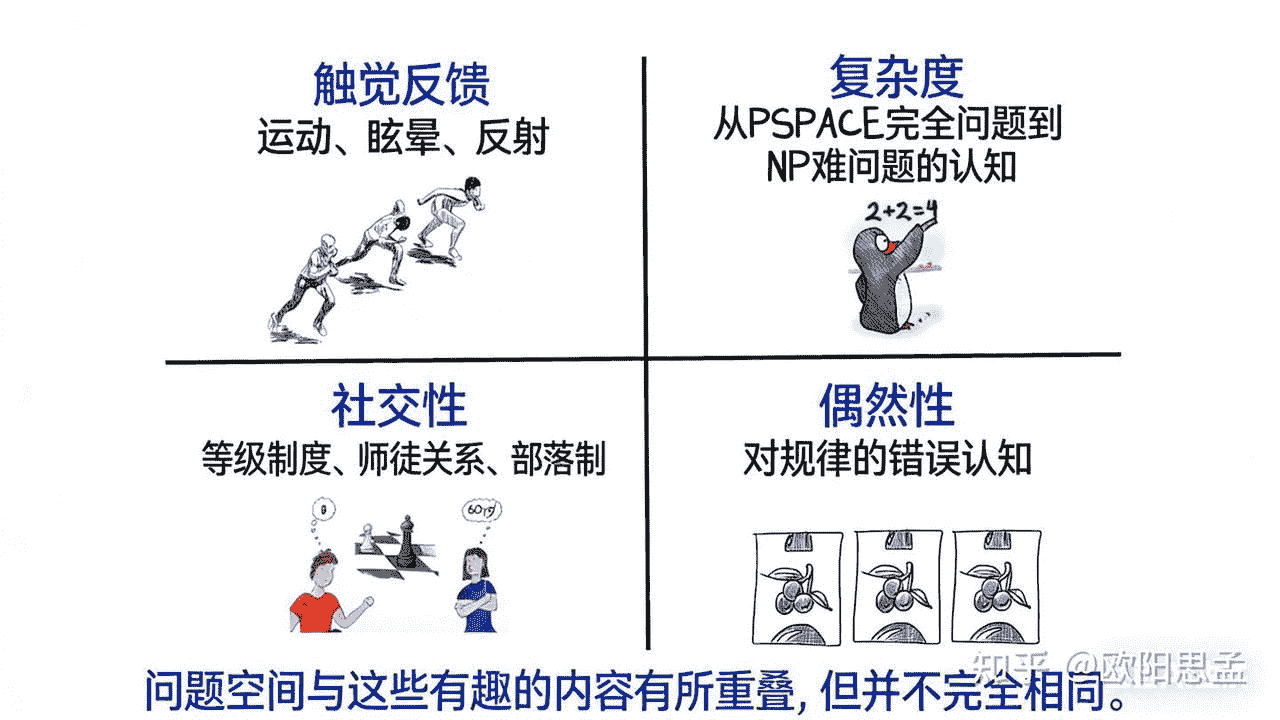 触觉反馈
运动、眩晕、反射
复杂度
从PSPACE完全问题到
NP难问题的认知
2+2=4
社交性
等级制度、师徒关系、部落制
偶然性
对规律的错误认知
问题空间与这些有趣的内容有所重叠，但并不完全相同。
知乎 @欧阳思孟